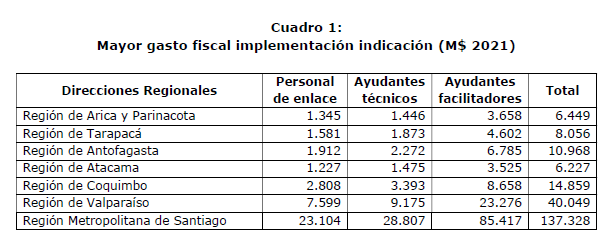 Cuadro 1:
Mayor gasto fiscal implementación indicación (M$ 2021)
Direcciones Regionales Personal de enlace Ayudantes técnicos Ayudantes facilitadores Total
Región de Arica y Parinacota 1.345 1.446 3.658 6.449
Región de Tarapacá 1.581 1.873 4.602 8.056
Región de Antofagasta 1.912 2.272 6.785 10.968
Región de Atacama 1.227 1.475 3.525 6.227
Región de Coquimbo 2.808 3.393 8.658 14.859
Región de Valparaíso 7.599 9.175 23.276 40.049
Región Metropolitana de Santiago 23.104 28.807 85.417 137.328